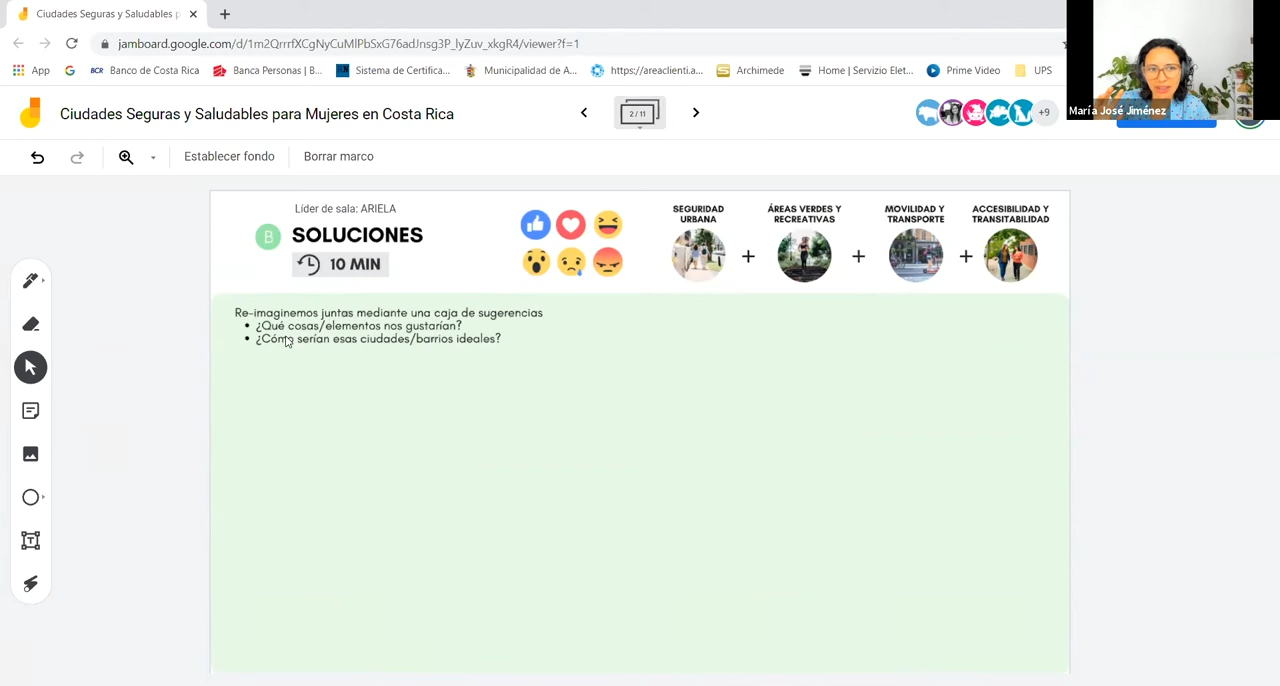 Ciudades Seguras y Saludables p
jamboard.google.com/d/1m2QrrrfXCgNyCuMlPbSxG76adJnsg3P_lyZuv_xkgR4/viewer?f=1
App
BCR Banco de Costa Rica
Banca Personas | B...
Sistema de Certifica...
Municipalidad de A...
https://areaclienti.a...
Archimede
Home | Servizio Elet...
Prime Video
UPS
Ciudades Seguras y Saludables para Mujeres en Costa Rica
2 / 11
+9
María José Jiménez
Establecer fondo
Borrar marco
Líder de sala: ARIELA
B SOLUCIONES
10 MIN
SEGURIDAD
URBANA
ÁREAS VERDES Y
RECREATIVAS
MOVILIDAD Y
TRANSPORTE
ACCESIBILIDAD Y
TRANSITABILIDAD
+ + +
Re-imaginemos juntas mediante una caja de sugerencias
• ¿Qué cosas/elementos nos gustarían?
• ¿Cómo serían esas ciudades/barrios ideales?